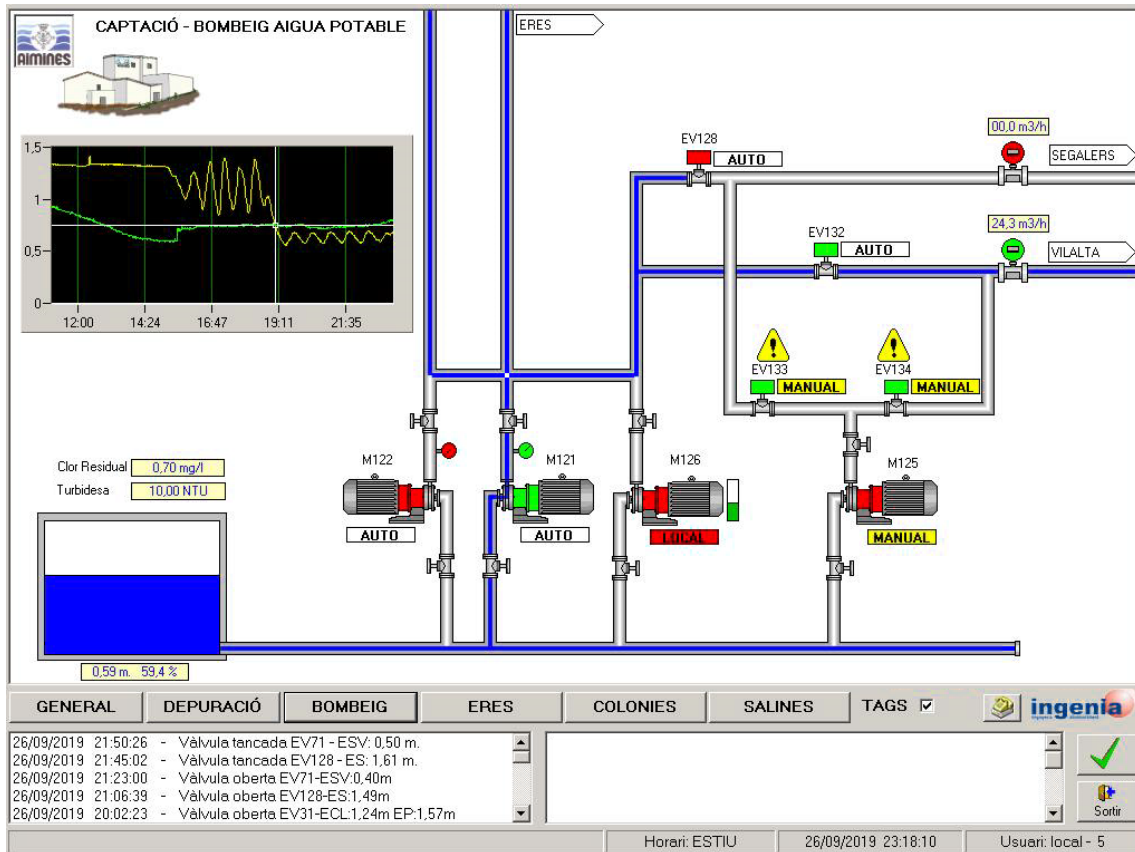 AIMINES
CAPTACIÓ - BOMBEIG AIGUA POTABLE
ERES
00,0 m3/h
EV128
AUTO
SEGALERS
24,3 m3/h
EV132
AUTO
VILALTA
1,5
1
0,5
0
12:00 14:24 16:47 19:11 21:35
EV133
MANUAL
EV134
MANUAL
Clor Residual 0,70 mg/l
Turbidesa 10,00 NTU
M122
AUTO
M121
AUTO
M126
LOCAL
M125
MANUAL
0,59 m. 59,4 %
GENERAL DEPURACIÓ BOMBEIG ERES COLONIES SALINES TAGS
ingenia
26/09/2019 21:50:26 - Vàlvula tancada EV71 - ESV: 0,50 m.
26/09/2019 21:45:02 - Vàlvula tancada EV128 - ES: 1,61 m.
26/09/2019 21:23:00 - Vàlvula oberta EV71-ESV:0,40m
26/09/2019 21:06:39 - Vàlvula oberta EV128-ES:1,49m
26/09/2019 20:02:23 - Vàlvula oberta EV31-ECL:1,24m EP:1,57m
Sortir
Horari: ESTIU 26/09/2019 23:18:10 Usuari: local - 5